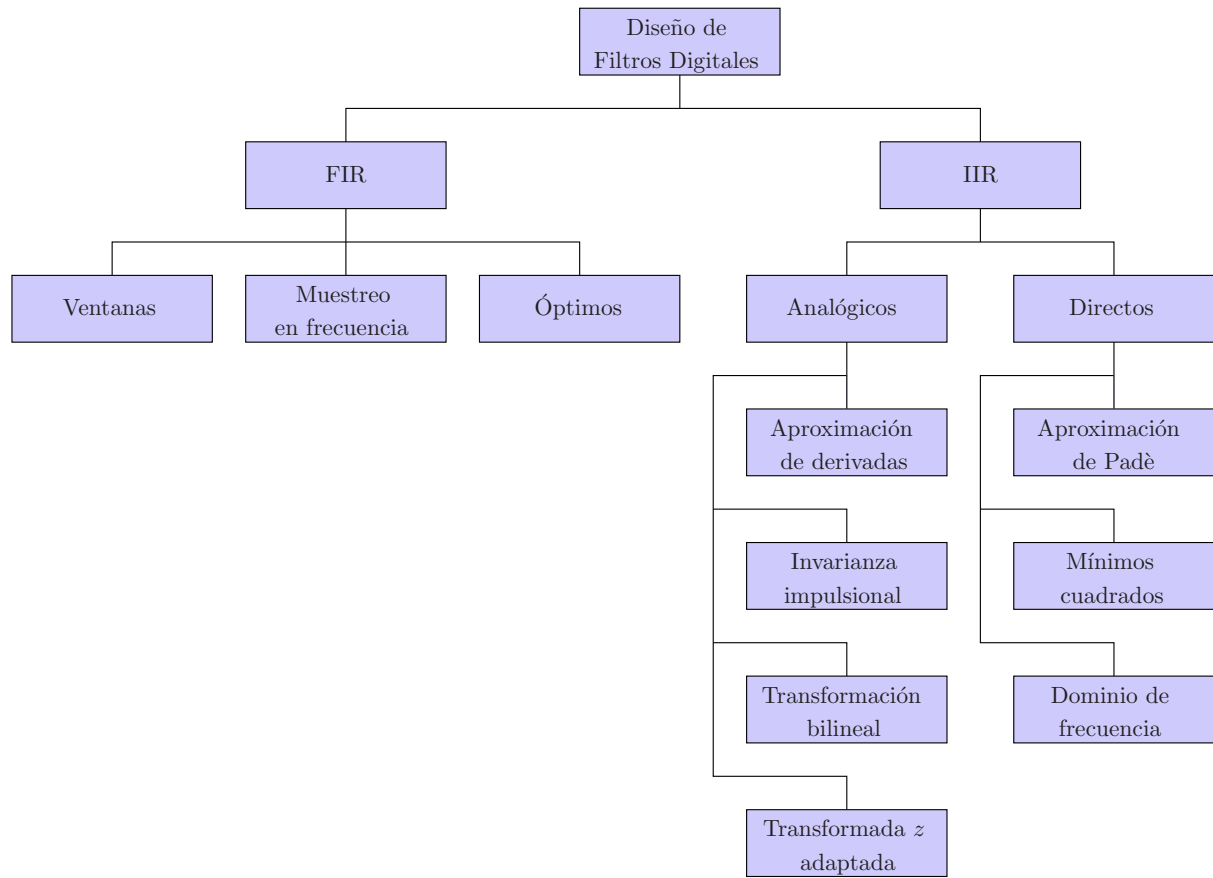 Diseño de
Filtros Digitales
FIR
IIR
Ventanas
Muestreo
en frecuencia
Óptimos
Analógicos
Directos
Aproximación
de derivadas
Aproximación
de Padè
Invarianza
impulsional
Mínimos
cuadrados
Transformación
bilineal
Dominio de
frecuencia
Transformada z
adaptada